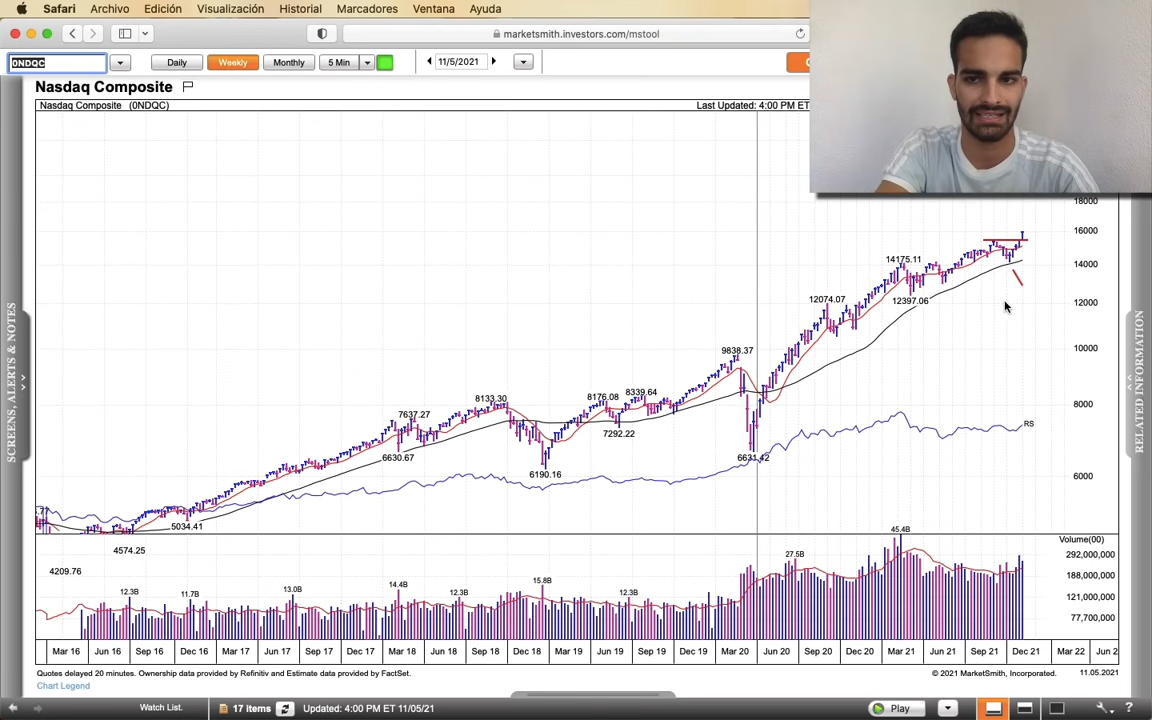 Safari Archivo Edición Visualización Historial Marcadores Ventana Ayuda
marketsmith.investors.com/mstool
0NDQC Daily Weekly Monthly 5 Min 11/5/2021
Nasdaq Composite
Nasdaq Composite (0NDQC) Last Updated: 4:00 PM ET
18000
16000
14175.11 14000
12074.07 12397.06 12000
9838.37 10000
8133.30 8176.08 8339.64 8000
7637.27
7292.22 RS
6630.67 6631.42
6190.16 6000
5034.41
45.4B Volume(00)
4574.25 27.5B 292,000,000
4209.76 188,000,000
12.3B 11.7B 13.0B 14.4B 12.3B 15.8B 12.3B 121,000,000
77,700,000
Mar 16 Jun 16 Sep 16 Dec 16 Mar 17 Jun 17 Sep 17 Dec 17 Mar 18 Jun 18 Sep 18 Dec 18 Mar 19 Jun 19 Sep 19 Dec 19 Mar 20 Jun 20 Sep 20 Dec 20 Mar 21 Jun 21 Sep 21 Dec 21 Mar 22 Jun 2
Quotes delayed 20 minutes. Ownership data provided by Refinitiv and Estimate data provided by FactSet. © 2021 MarketSmith, Incorporated. 11.05.2021
Chart Legend
SCREENS, ALERTS & NOTES
RELATED INFORMATION
Watch List. 17 items Updated: 4:00 PM ET 11/05/21 Play